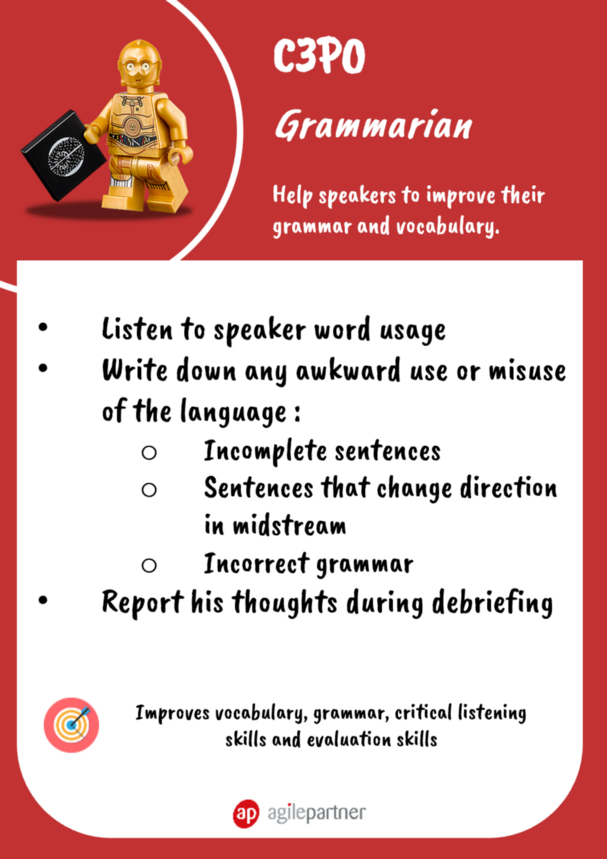 C3PO
Grammarian
Help speakers to improve their
grammar and vocabulary.
• Listen to speaker word usage
• Write down any awkward use or misuse
of the language :
o Incomplete sentences
o Sentences that change direction
in midstream
o Incorrect grammar
• Report his thoughts during debriefing
Improves vocabulary, grammar, critical listening
skills and evaluation skills
ap agilepartner